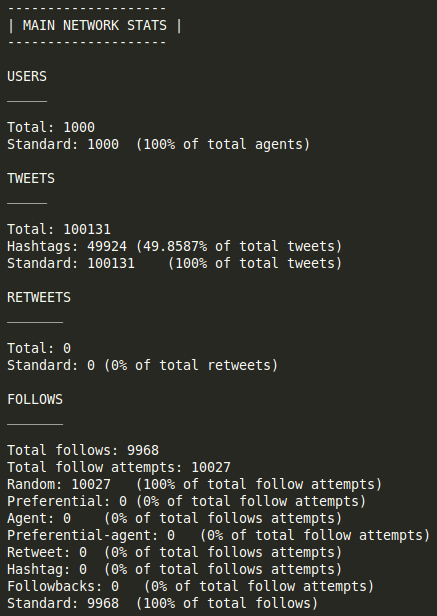 --------------------
| MAIN NETWORK STATS |
--------------------
USERS
_____
Total: 1000
Standard: 1000  (100% of total agents)
TWEETS
_____
Total: 100131
Hashtags: 49924 (49.8587% of total tweets)
Standard: 100131    (100% of total tweets)
RETWEETS
_______
Total: 0
Standard: 0 (0% of total retweets)
FOLLOWS
_______
Total follows: 9968
Total follow attempts: 10027
Random: 10027   (100% of total follow attempts)
Preferential: 0 (0% of total follow attempts)
Agent: 0    (0% of total follows attempts)
Preferential-agent: 0   (0% of total follow attempts)
Retweet: 0  (0% of total follows attempts)
Hashtag: 0  (0% of total follows attempts)
Followbacks: 0   (0% of total follow attempts)
Standard: 9968  (100% of total follows)